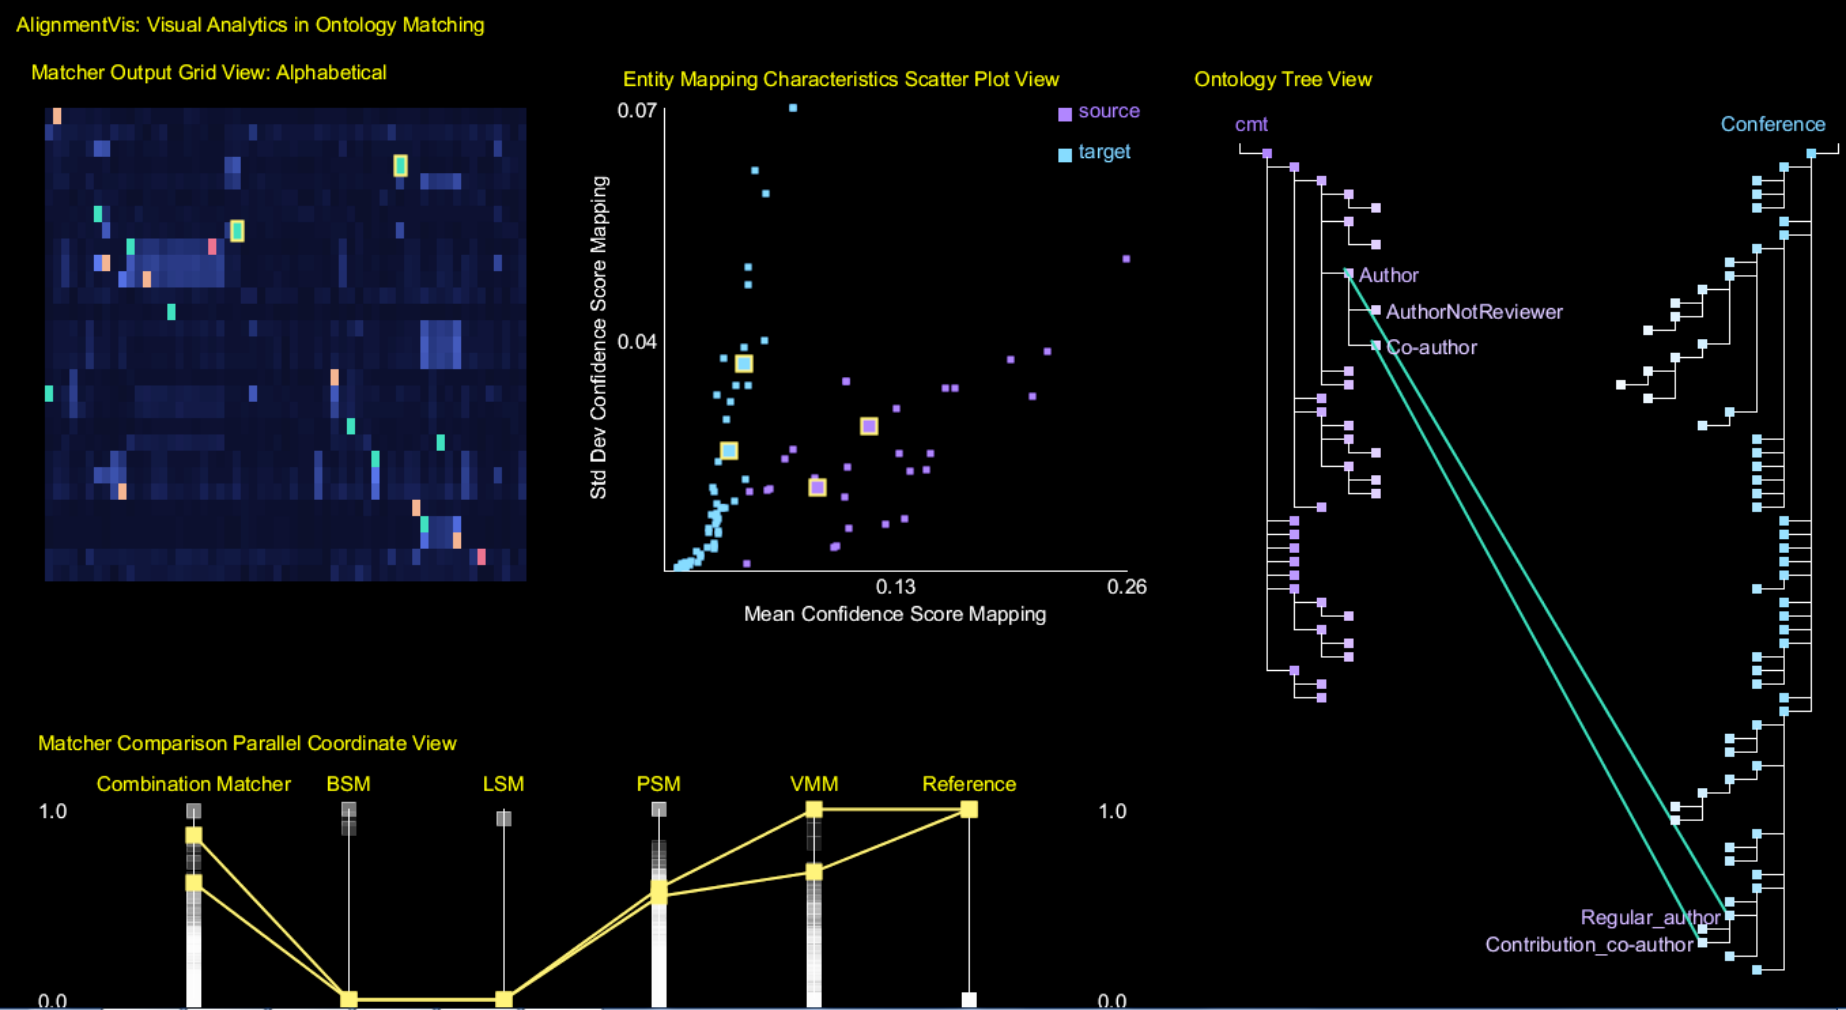 AlignmentVis: Visual Analytics in Ontology Matching
Matcher Output Grid View: Alphabetical
Entity Mapping Characteristics Scatter Plot View
0.07
0.04
Std Dev Confidence Score Mapping
source
target
0.13
0.26
Mean Confidence Score Mapping
Ontology Tree View
cmt
Conference
Author
AuthorNotReviewer
Co-author
Regular_author
Contribution_co-author
Matcher Comparison Parallel Coordinate View
Combination Matcher
BSM
LSM
PSM
VMM
Reference
1.0
1.0
0.0
0.0